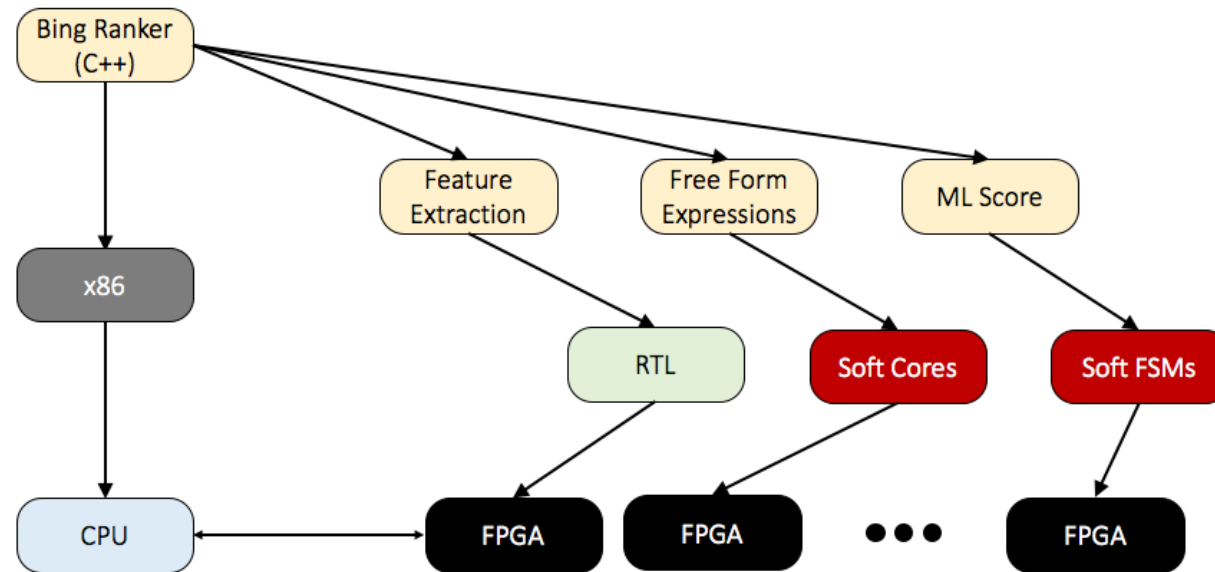 Bing Ranker
(C++)
Feature
Extraction
Free Form
Expressions
ML Score
x86
RTL
Soft Cores
Soft FSMs
CPU
FPGA
FPGA
FPGA